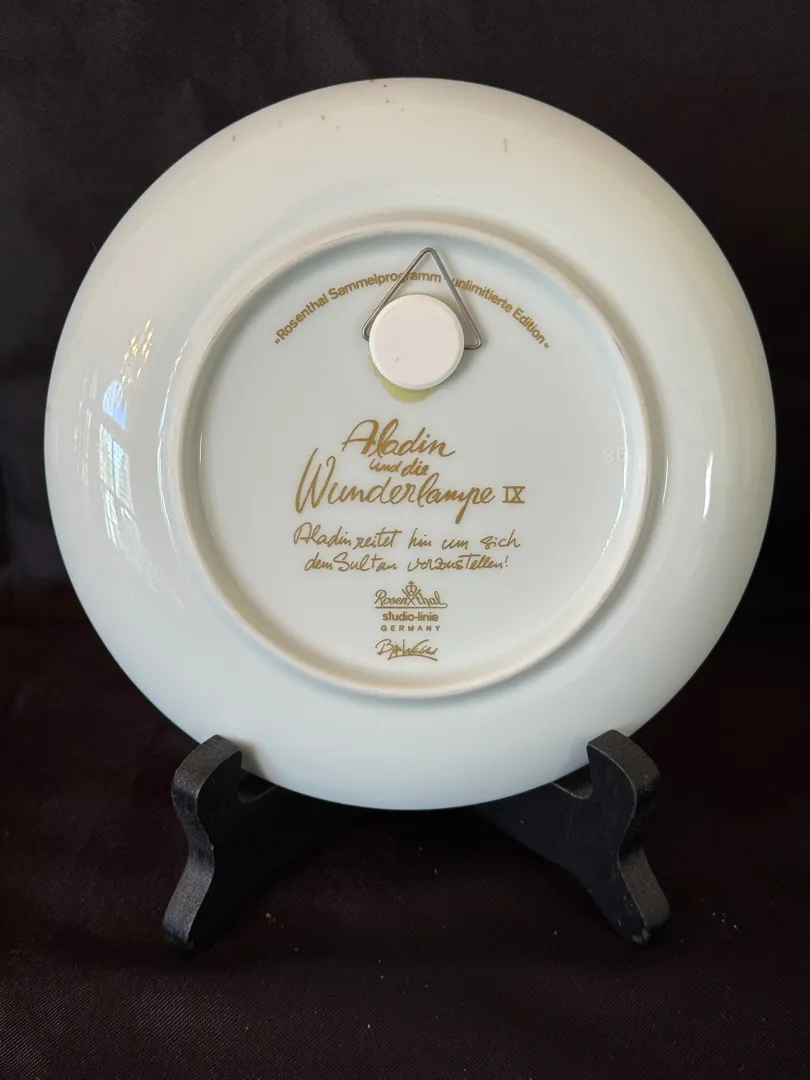 "Rosenthal Sammelprogramm unlimitierte Edition"
Aladin
und die
Wunderlampe IX
Aladin reitet hin um sich
dem Sultan vorzustellen!
Rosenthal
studio-linie
GERMANY